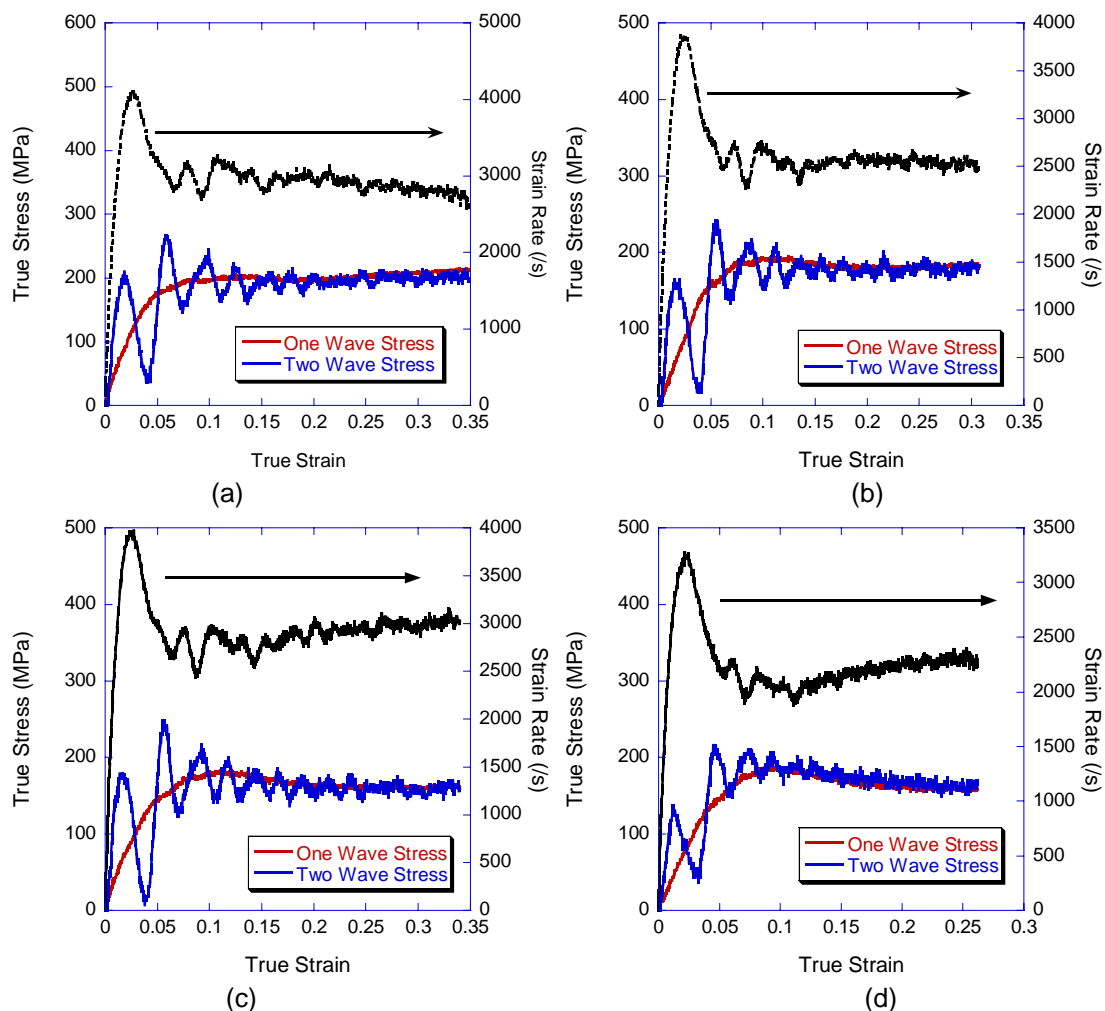 600
500
400
300
200
100
0
True Stress (MPa)
5000
4000
3000
2000
1000
0
Strain Rate (/s)
One Wave Stress
Two Wave Stress
0 0.05 0.1 0.15 0.2 0.25 0.3 0.35
True Strain
(a)
500
400
300
200
100
0
True Stress (MPa)
4000
3500
3000
2500
2000
1500
1000
500
0
Strain Rate (/s)
One Wave Stress
Two Wave Stress
0 0.05 0.1 0.15 0.2 0.25 0.3 0.35
True Strain
(b)
500
400
300
200
100
0
True Stress (MPa)
4000
3500
3000
2500
2000
1500
1000
500
0
Strain Rate (/s)
One Wave Stress
Two Wave Stress
0 0.05 0.1 0.15 0.2 0.25 0.3 0.35
True Strain
(c)
500
400
300
200
100
0
True Stress (MPa)
3500
3000
2500
2000
1500
1000
500
0
Strain Rate (/s)
One Wave Stress
Two Wave Stress
0 0.05 0.1 0.15 0.2 0.25 0.3
True Strain
(d)